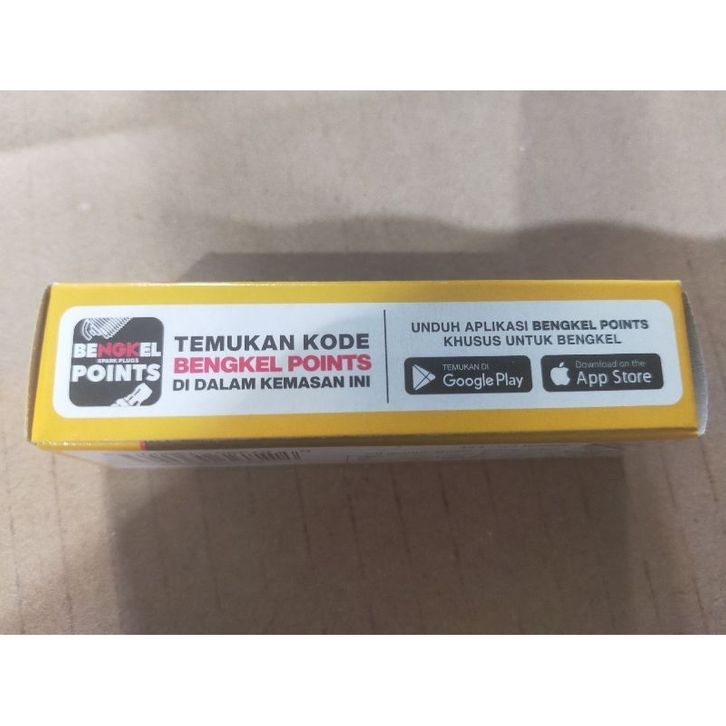 BENGKEL
SPARK PLUGS
POINTS
TEMUKAN KODE
BENGKEL POINTS
DI DALAM KEMASAN INI
UNDUH APLIKASI BENGKEL POINTS
KHUSUS UNTUK BENGKEL
TEMUKAN DI
Google Play
Download on the
App Store